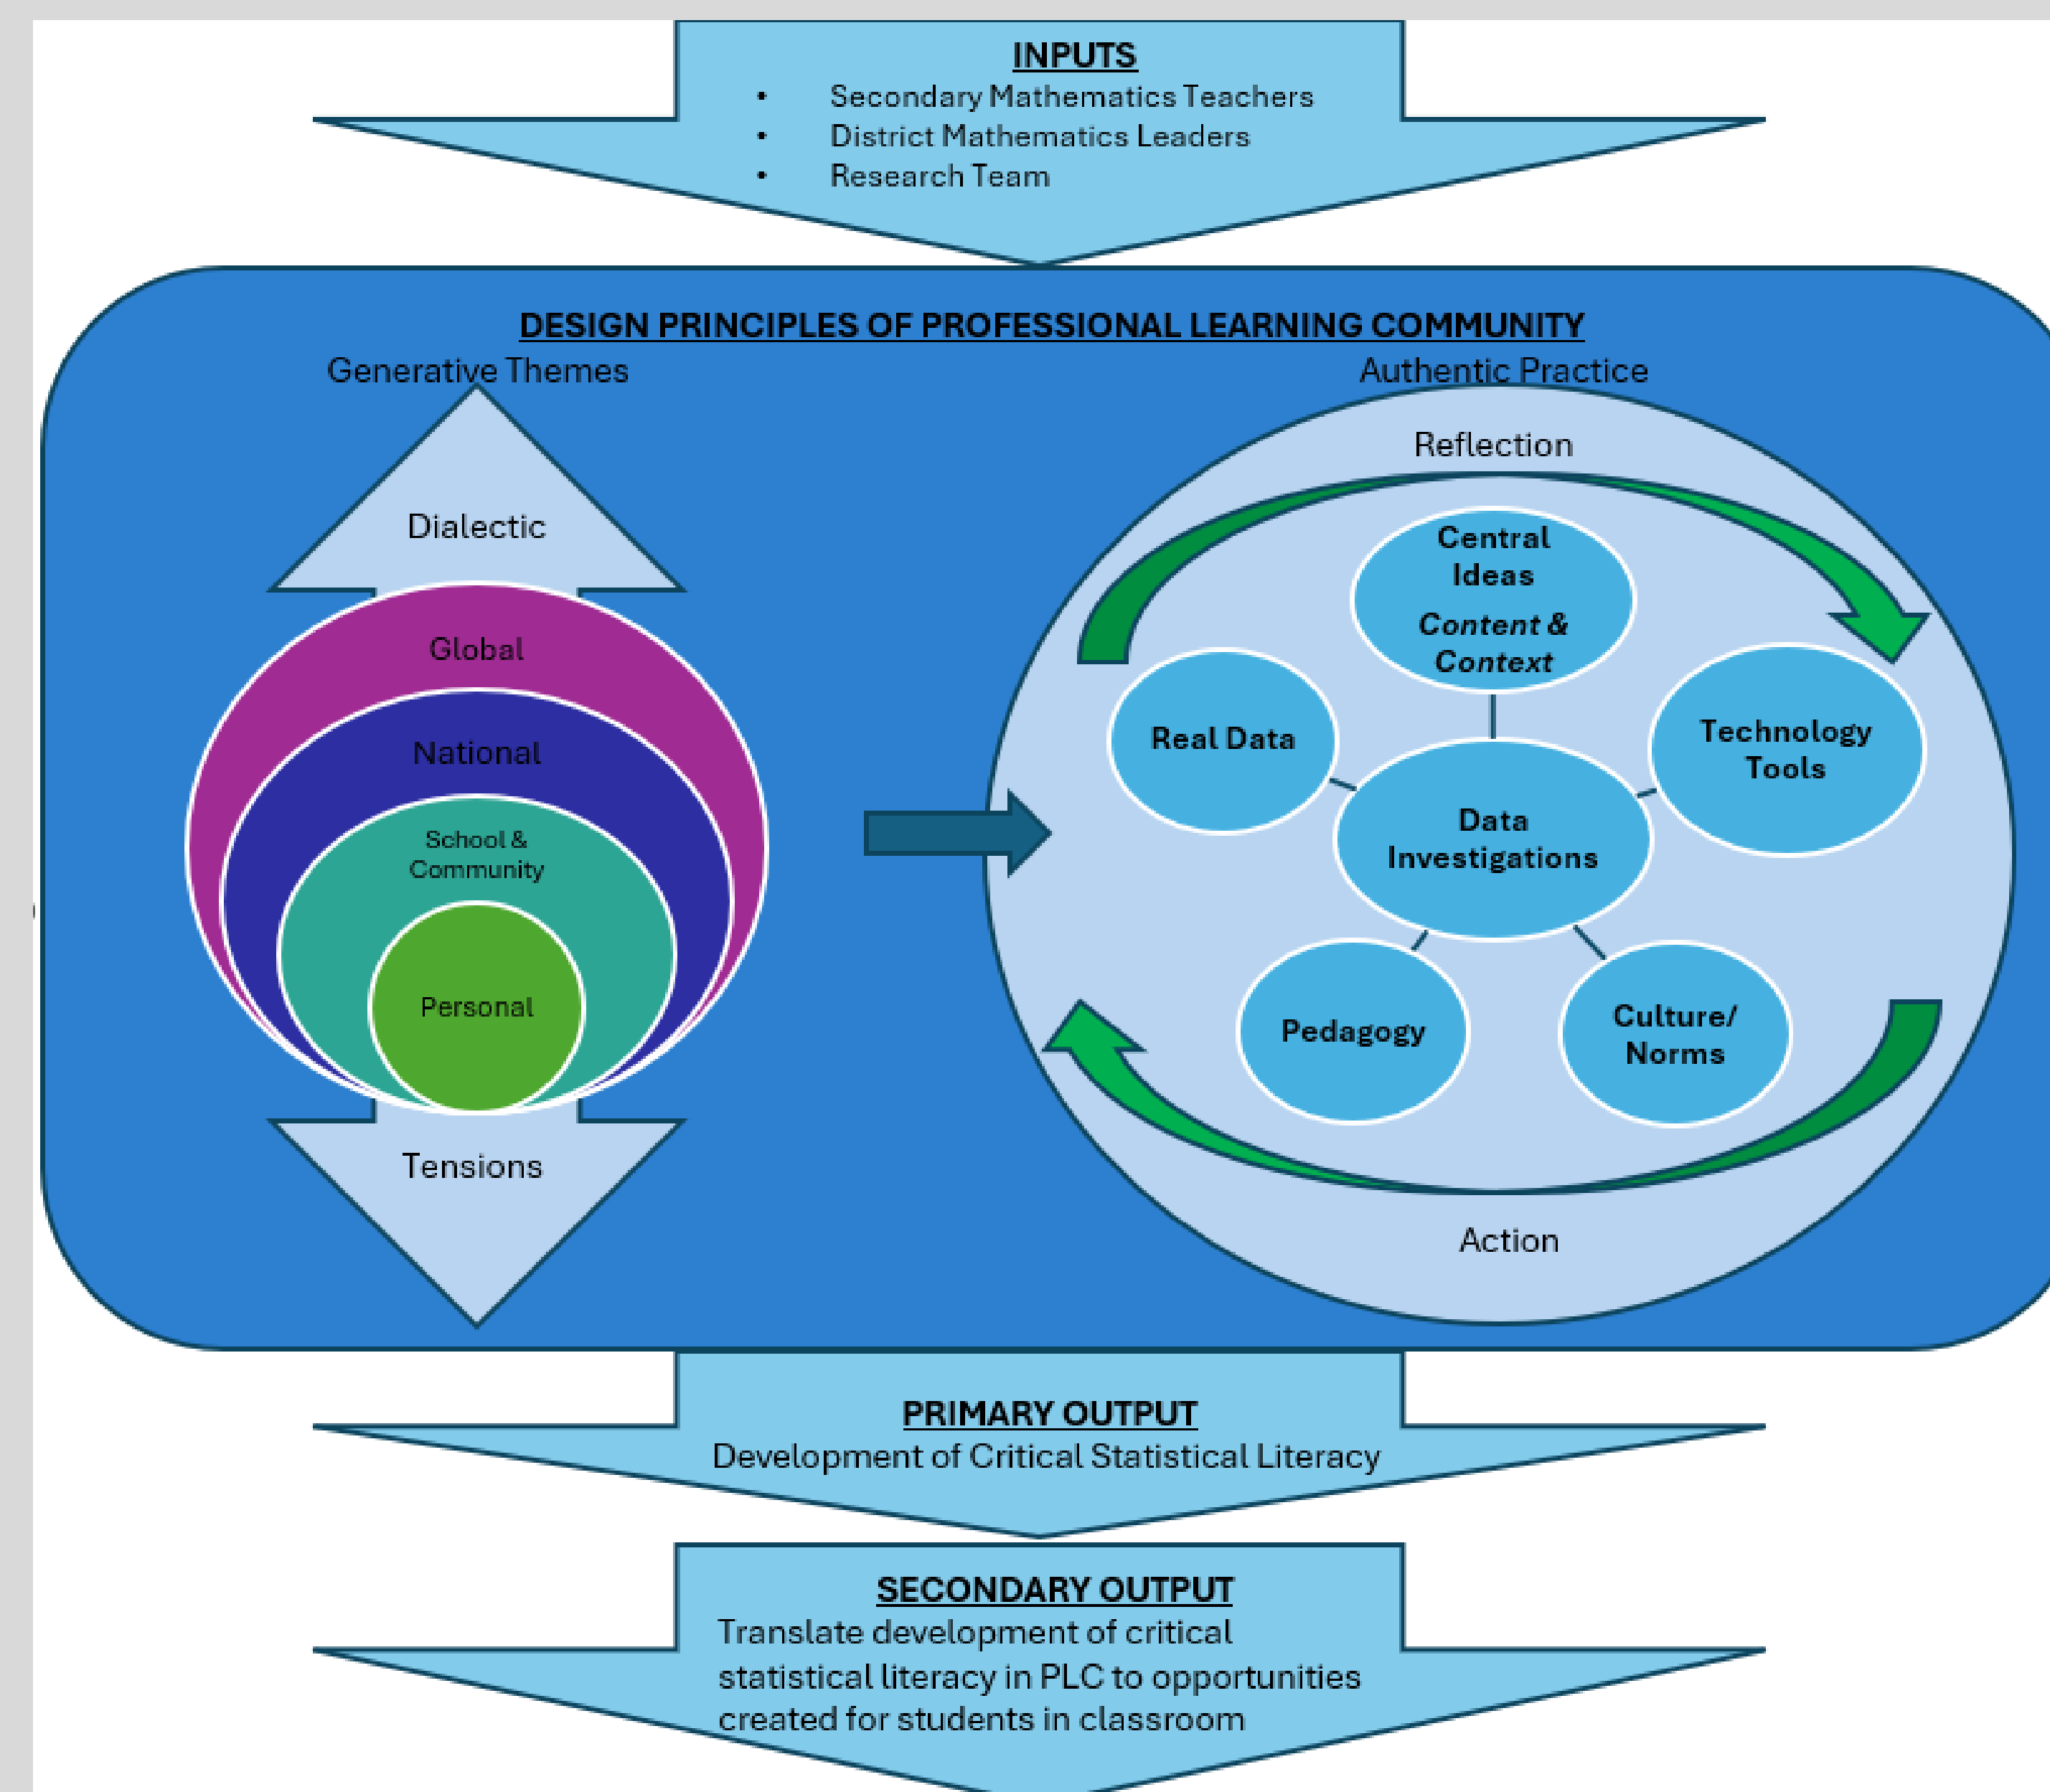 INPUTS
• Secondary Mathematics Teachers
• District Mathematics Leaders
• Research Team
DESIGN PRINCIPLES OF PROFESSIONAL LEARNING COMMUNITY
Generative Themes
Dialectic
Global
National
School &
Community
Personal
Tensions
Authentic Practice
Reflection
Central
Ideas
Content &
Context
Real Data
Technology
Tools
Data
Investigations
Pedagogy
Culture/
Norms
Action
PRIMARY OUTPUT
Development of Critical Statistical Literacy
SECONDARY OUTPUT
Translate development of critical
statistical literacy in PLC to opportunities
created for students in classroom